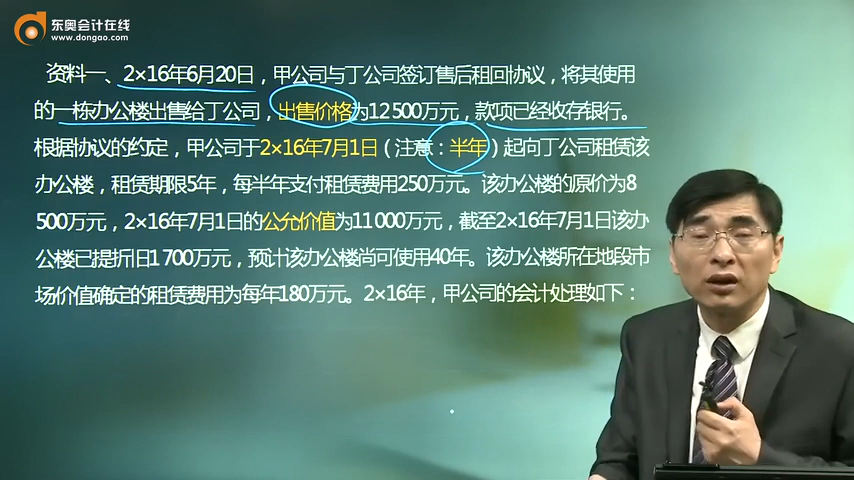 东奥会计在线
www.dongao.com
资料一、2×16年6月20日，甲公司与丁公司签订售后租回协议，将其使用
的一栋办公楼出售给丁公司，出售价格为12 500万元，款项已经收存银行。
根据协议的约定，甲公司于2×16年7月1日（注意：半年）起向丁公司租赁该
办公楼，租赁期限5年，每半年支付租赁费用250万元。该办公楼的原价为8
500万元，2×16年7月1日的公允价值为11 000万元，截至2×16年7月1日该办
公楼已提折旧1 700万元，预计该办公楼尚可使用40年。该办公楼所在地段市
场价值确定的租赁费用为每年180万元。2×16年，甲公司的会计处理如下：